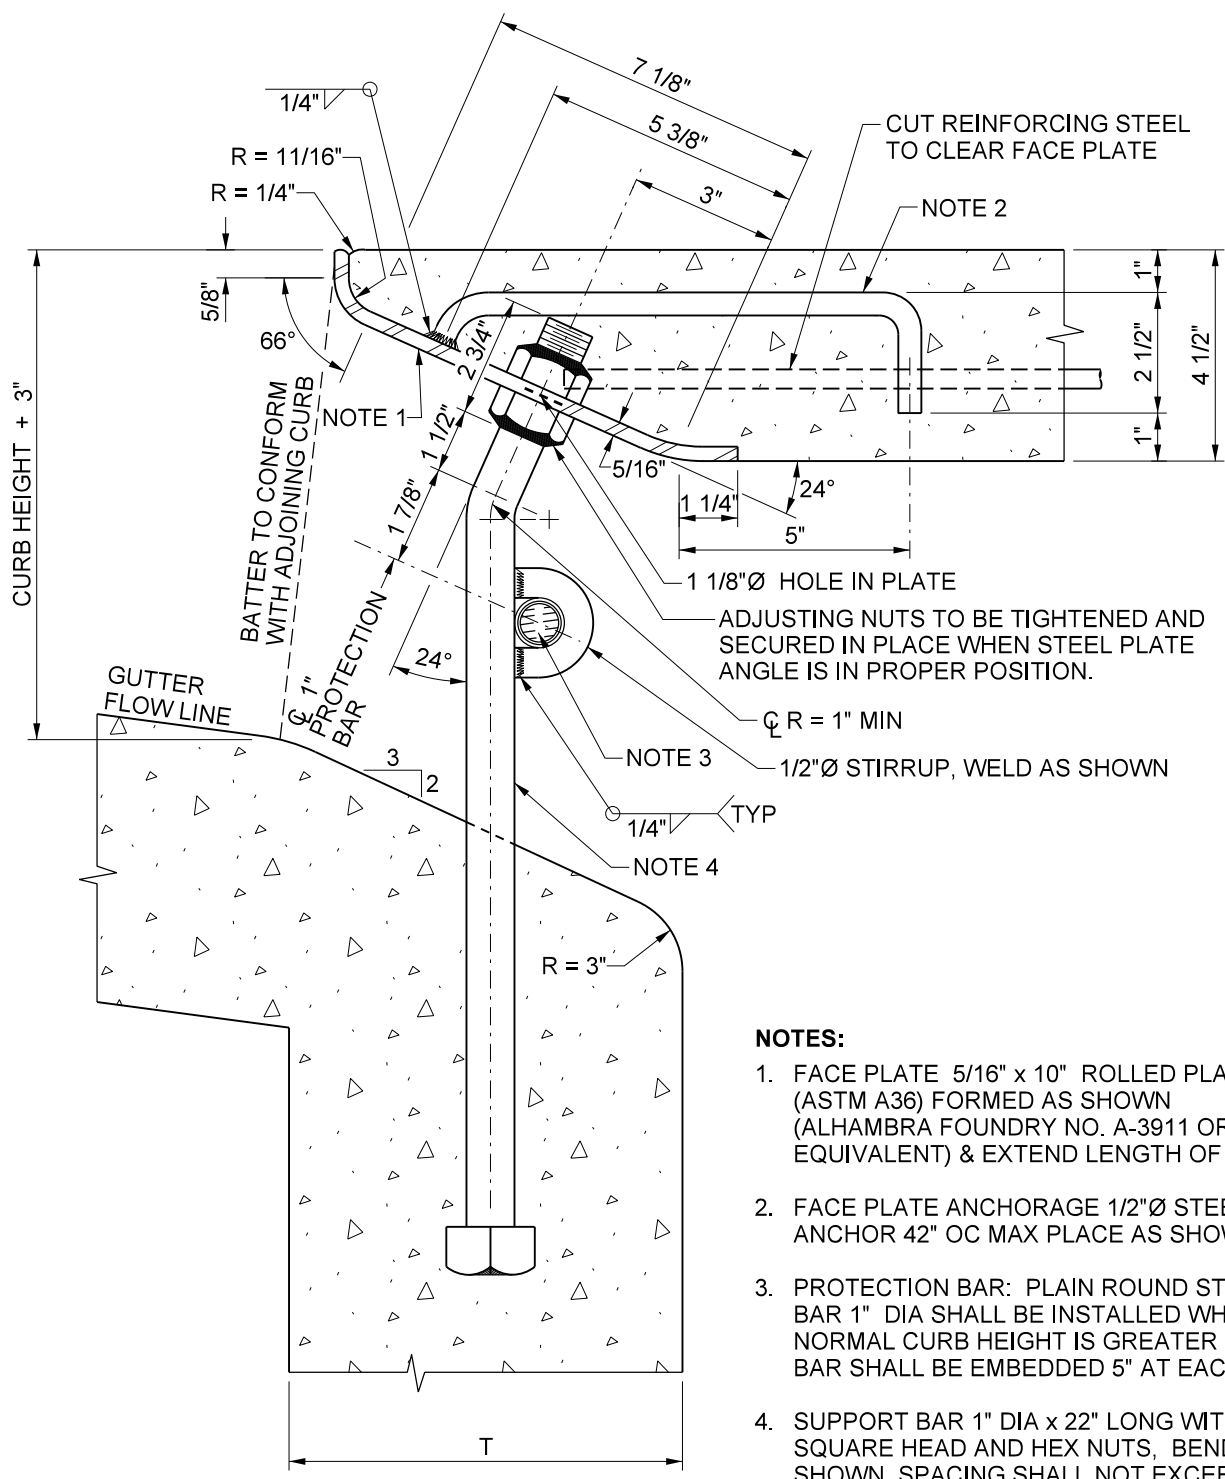 7 1/8"
1/4"
5 3/8"
CUT REINFORCING STEEL
TO CLEAR FACE PLATE
R = 11/16"
R = 1/4"
3"
NOTE 2
5/8"
1"
66°
2 3/4"
2 1/2"
4 1/2"
CURB HEIGHT + 3"
NOTE 1
1 1/2"
1"
BATTER TO CONFORM
WITH ADJOINING CURB
5/16"
24°
1 1/4"
1 7/8"
5"
1 1/8"Ø HOLE IN PLATE
ADJUSTING NUTS TO BE TIGHTENED AND
SECURED IN PLACE WHEN STEEL PLATE
ANGLE IS IN PROPER POSITION.
24°
GUTTER
FLOW LINE
℄ 1"
PROTECTION
BAR
℄ R = 1" MIN
3
2
NOTE 3
1/2"Ø STIRRUP, WELD AS SHOWN
1/4"
TYP
NOTE 4
R = 3"
T
NOTES:
1. FACE PLATE 5/16" x 10" ROLLED
(ASTM A36) FORMED AS SHOWN
(ALHAMBRA FOUNDRY NO. A-3911 OR
EQUIVALENT) & EXTEND LENGTH OF
2. FACE PLATE ANCHORAGE 1/2"Ø
ANCHOR 42" OC MAX PLACE AS
3. PROTECTION BAR: PLAIN ROUND
BAR 1" DIA SHALL BE INSTALLED
NORMAL CURB HEIGHT IS GREATER
BAR SHALL BE EMBEDDED 5" AT
4. SUPPORT BAR 1" DIA x 22" LONG
SQUARE HEAD AND HEX NUTS, BEND
SHOWN. SPACING SHALL NOT